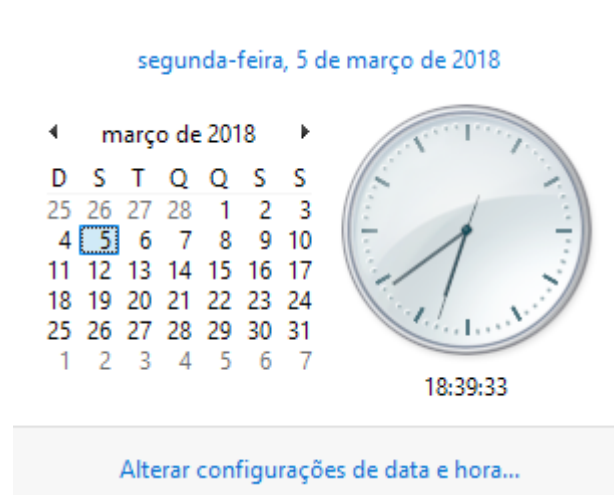 segunda-feira, 5 de março de 2018
março de 2018
D S T Q Q S S
25 26 27 28 1 2 3
4 5 6 7 8 9 10
11 12 13 14 15 16 17
18 19 20 21 22 23 24
25 26 27 28 29 30 31
1 2 3 4 5 6 7
18:39:33
Alterar configurações de data e hora...